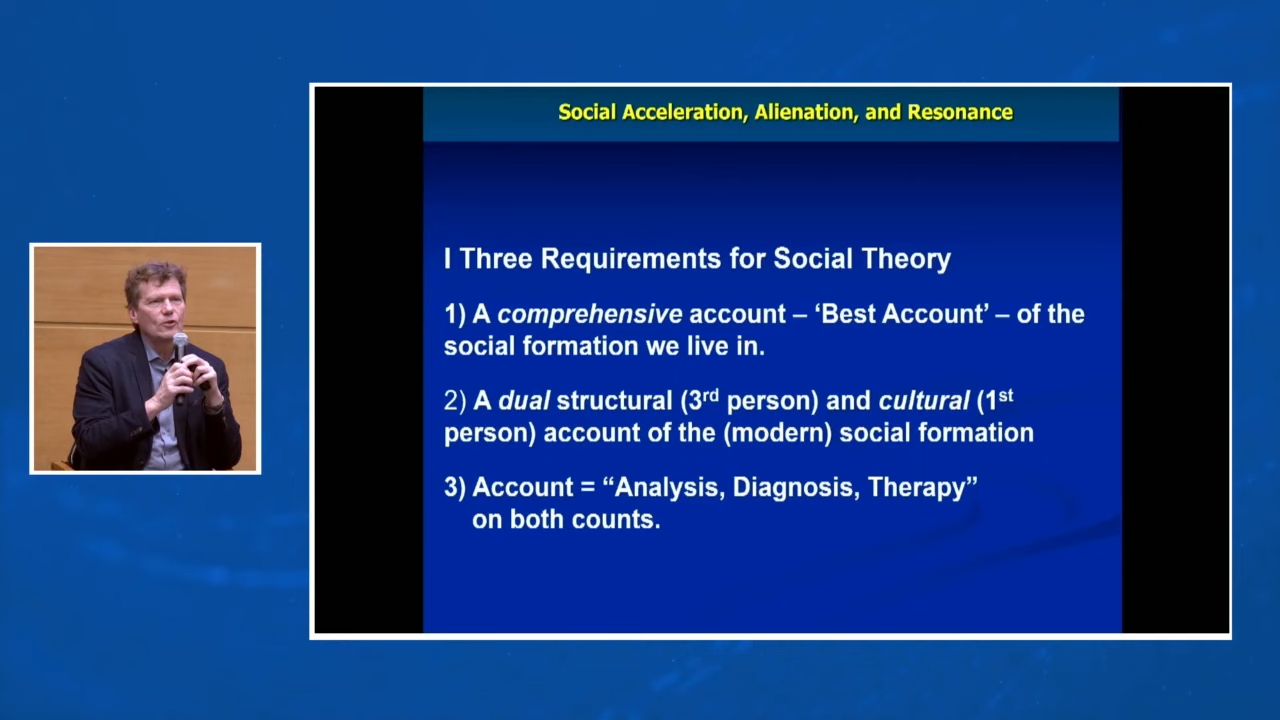 Social Acceleration, Alienation, and Resonance
I Three Requirements for Social Theory
1) A comprehensive account – ‘Best Account’ – of the
social formation we live in.
2) A dual structural (3rd person) and cultural (1st
person) account of the (modern) social formation
3) Account = “Analysis, Diagnosis, Therapy”
on both counts.